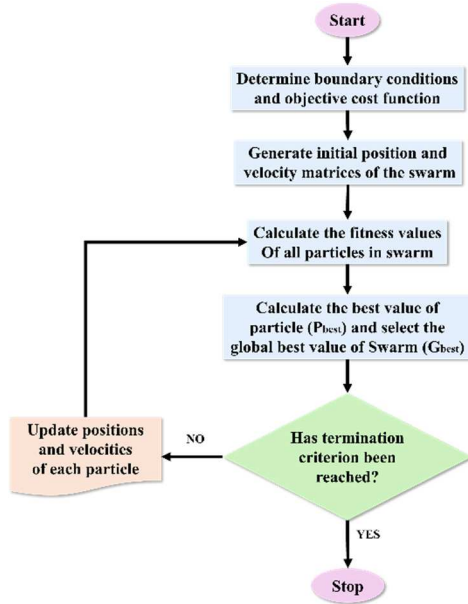 Start
Determine boundary conditions
and objective cost function
Generate initial position and
velocity matrices of the swarm
Calculate the fitness values
Of all particles in swarm
Calculate the best value of
particle (Pbest) and select the
global best value of Swarm (Gbest)
Update positions
and velocities
of each particle
NO
Has termination
criterion been
reached?
YES
Stop